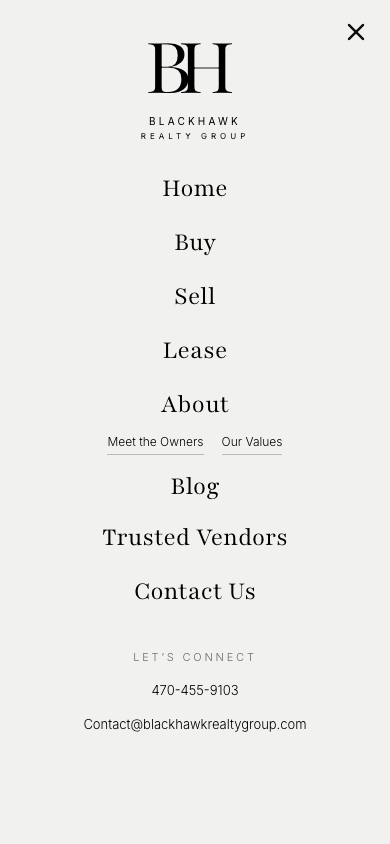 BH
BLACKHAWK
REALTY GROUP
Home
Buy
Sell
Lease
About
Meet the Owners Our Values
Blog
Trusted Vendors
Contact Us
LET'S CONNECT
470-455-9103
Contact@blackhawkrealtygroup.com